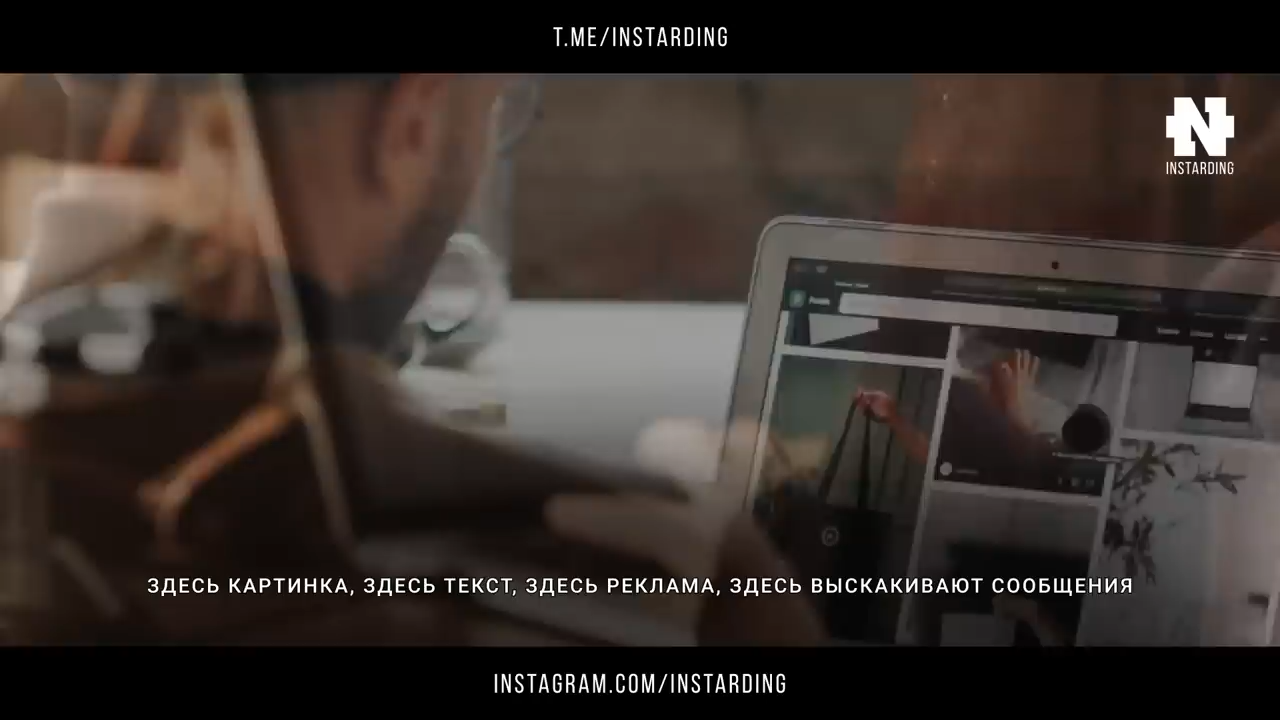 T.ME/INSTARDING
N
INSTARDING
ЗДЕСЬ КАРТИНКА, ЗДЕСЬ ТЕКСТ, ЗДЕСЬ РЕКЛАМА, ЗДЕСЬ ВЫСКАКИВАЮТ СООБЩЕНИЯ
INSTAGRAM.COM/INSTARDING